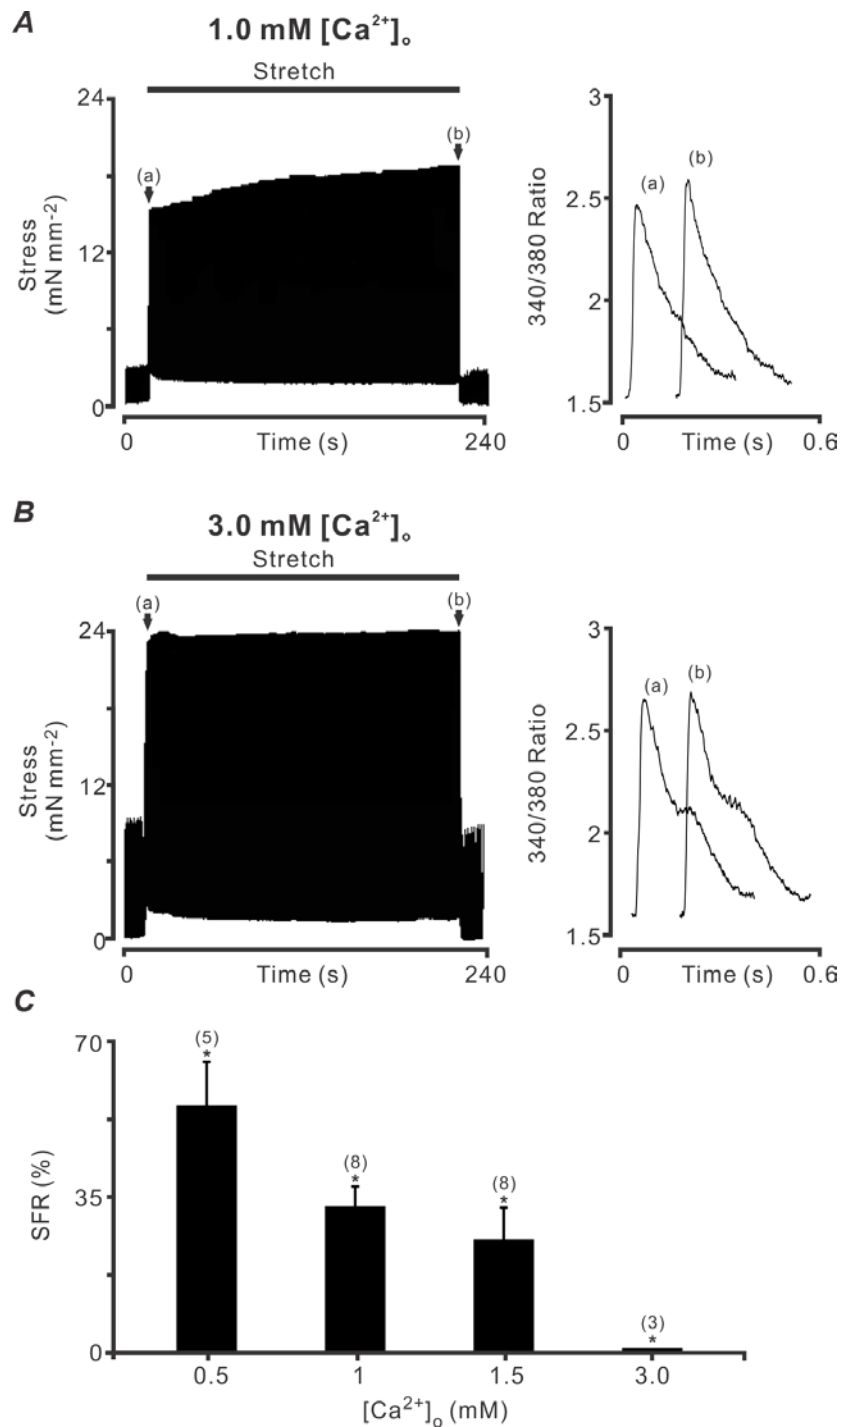 A
1.0 mM [Ca²⁺]ₒ
Stretch
24
12
0
Stress
(mN mm⁻²)
(a)
(b)
0
Time (s)
240
3
2.5
2
1.5
340/380 Ratio
(a)
(b)
0
Time (s)
0.6
B
3.0 mM [Ca²⁺]ₒ
Stretch
24
12
0
Stress
(mN mm⁻²)
(a)
(b)
0
Time (s)
240
3
2.5
2
1.5
340/380 Ratio
(a)
(b)
0
Time (s)
0.6
C
70
35
0
SFR (%)
(5)
*
(8)
*
(8)
*
(3)
*
0.5
1
1.5
3.0
[Ca²⁺]ₒ (mM)